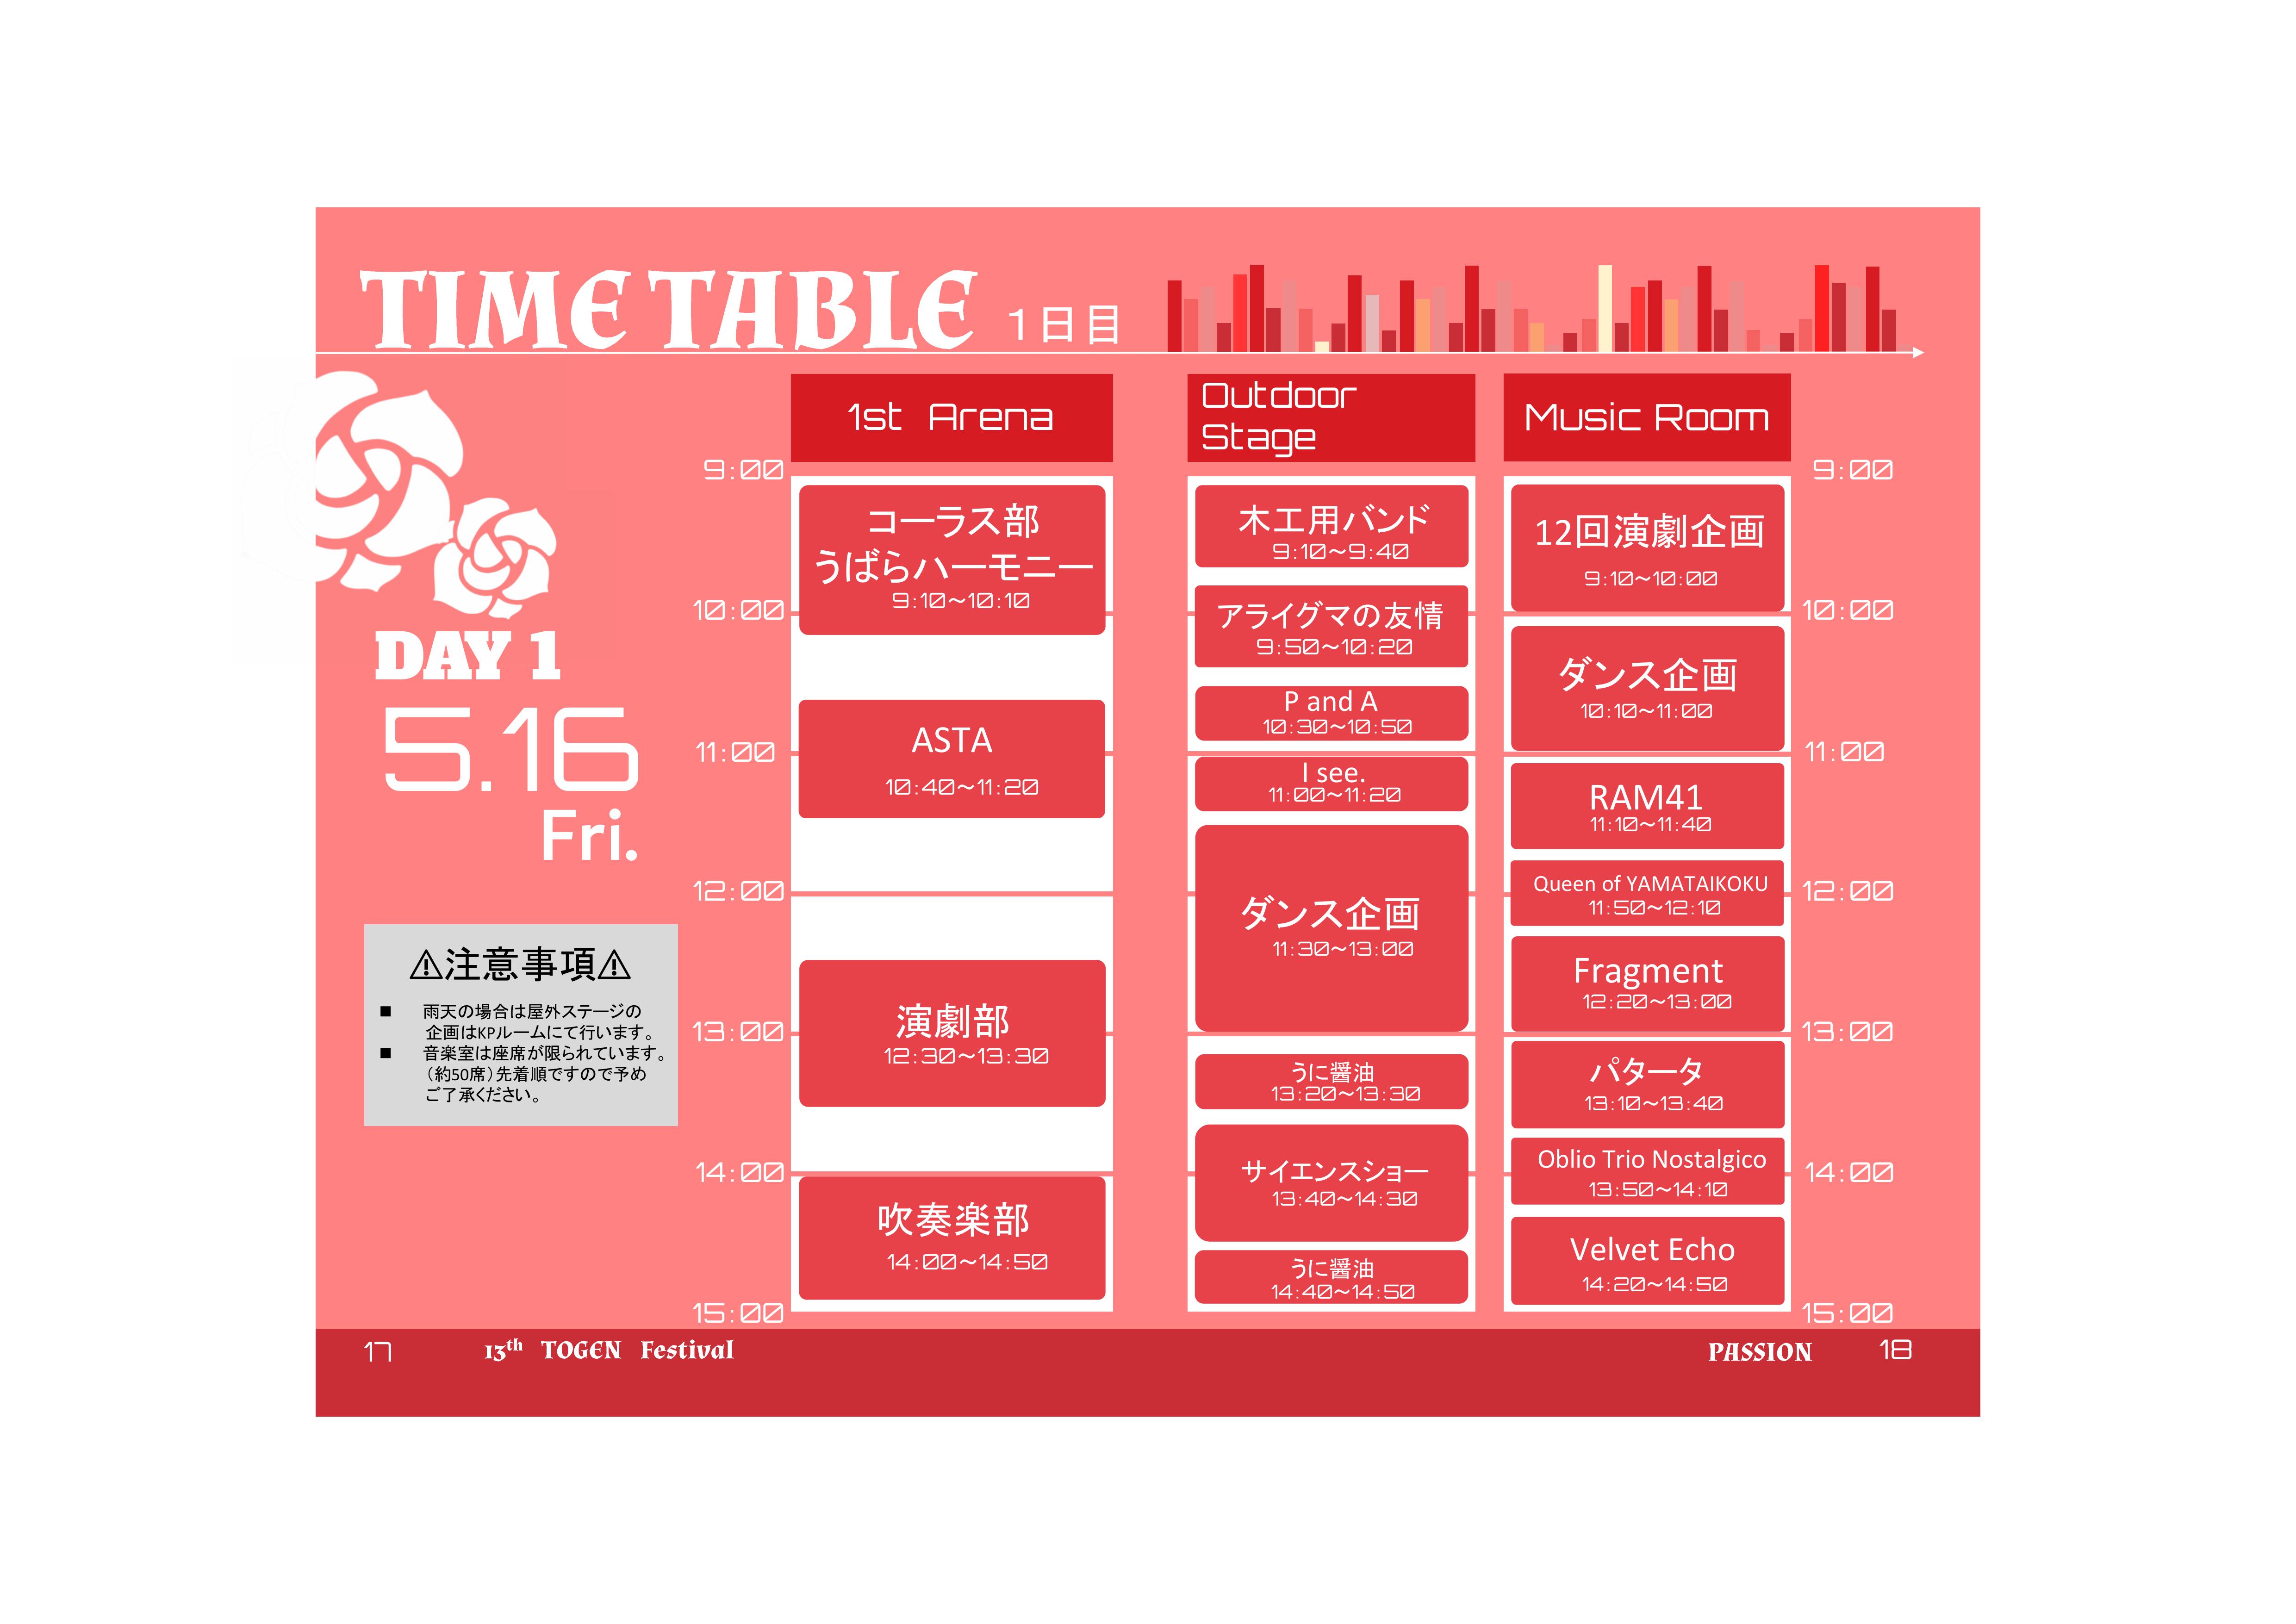 TIME TABLE 1日目
DAY 1
5.16
Fri.
⚠注意事項⚠
■ 雨天の場合は屋外ステージの
企画はKPルームにて行います。
■ 音楽室は座席が限られています。
（約50席）先着順ですので予め
ご了承ください。
9:00
10:00
11:00
12:00
13:00
14:00
15:00
1st Arena
コーラス部
うばらハーモニー
9:10~10:10
ASTA
10:40~11:20
演劇部
12:30~13:30
吹奏楽部
14:00~14:50
Outdoor
Stage
木工用バンド
9:10~9:40
アライグマの友情
9:50~10:20
P and A
10:30~10:50
I see.
11:00~11:20
ダンス企画
11:30~13:00
うに醤油
13:20~13:30
サイエンスショー
13:40~14:30
うに醤油
14:40~14:50
Music Room
12回演劇企画
9:10~10:00
ダンス企画
10:10~11:00
RAM41
11:10~11:40
Queen of YAMATAIKOKU
11:50~12:10
Fragment
12:20~13:00
パタータ
13:10~13:40
Oblio Trio Nostalgico
13:50~14:10
Velvet Echo
14:20~14:50
9:00
10:00
11:00
12:00
13:00
14:00
15:00
17 13th TOGEN Festival
PASSION 18